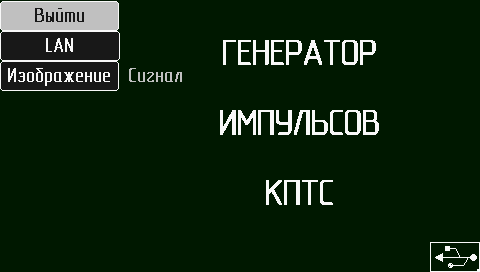 Выйти
LAN
Изображение Сигнал
ГЕНЕРАТОР
ИМПУЛЬСОВ
КПТС